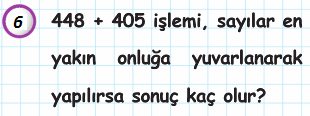 6 448 + 405 işlemi, sayılar en
yakın onluğa yuvarlanarak
yapılırsa sonuç kaç olur?